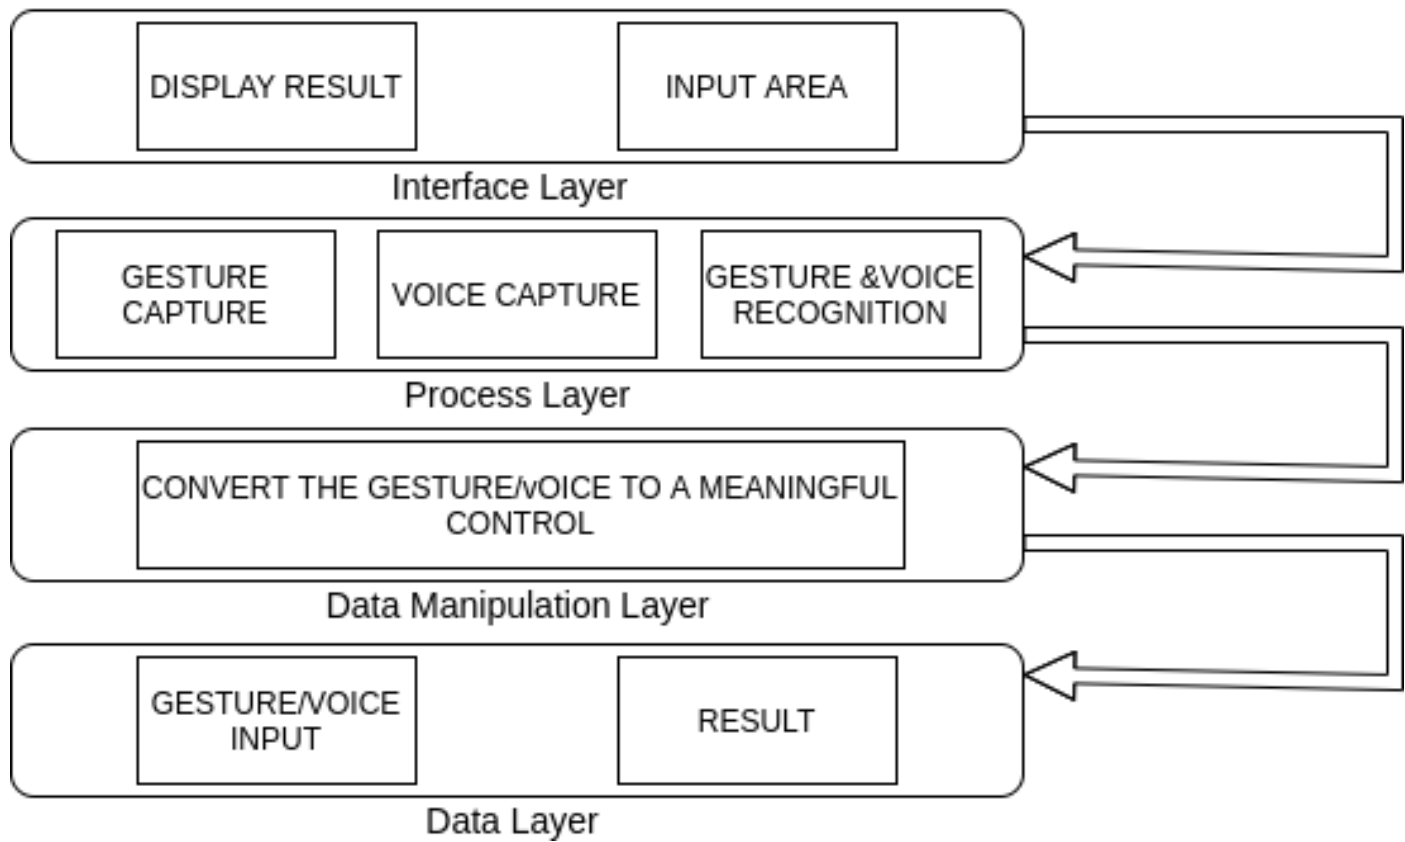 DISPLAY RESULT
INPUT AREA
Interface Layer
GESTURE
CAPTURE
VOICE CAPTURE
GESTURE &VOICE
RECOGNITION
Process Layer
CONVERT THE GESTURE/vOICE TO A MEANINGFUL
CONTROL
Data Manipulation Layer
GESTURE/VOICE
INPUT
RESULT
Data Layer